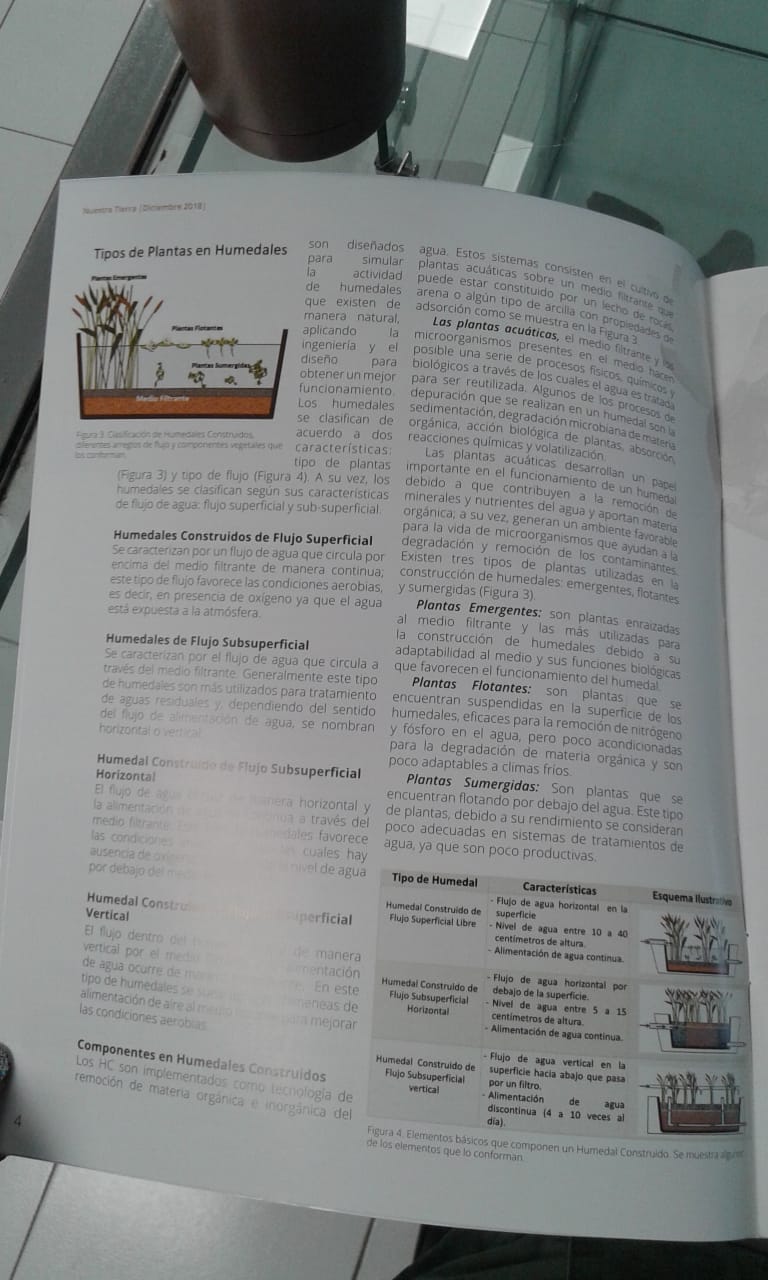 Nuestra Tierra |Diciembre 2018|
Tipos de Plantas en Humedales
Plantas Emergentes
Plantas Flotantes
Plantas Sumergidas
Medio Filtrante
Figura 3. Clasificación de Humedales Construidos,
diferentes arreglos de flujo y componentes vegetales que
los conforman.
son diseñados
para simular
la actividad
de humedales
que existen de
manera natural,
aplicando la
ingeniería y el
diseño para
obtener un mejor
funcionamiento.
Los humedales
se clasifican de
acuerdo a dos
características:
tipo de plantas
(Figura 3) y tipo de flujo (Figura 4). A su vez, los
humedales se clasifican según sus características
de flujo de agua: flujo superficial y sub-superficial.
Humedales Construidos de Flujo Superficial
Se caracterizan por un flujo de agua que circula por
encima del medio filtrante de manera continua;
este tipo de flujo favorece las condiciones aerobias,
es decir, en presencia de oxígeno ya que el agua
está expuesta a la atmósfera.
Humedales de Flujo Subsuperficial
Se caracterizan por el flujo de agua que circula a
través del medio filtrante. Generalmente este tipo
de humedales son más utilizados para tratamiento
de aguas residuales y, dependiendo del sentido
del flujo de alimentación de agua, se nombran
horizontal o vertical.
Humedal Construido de Flujo Subsuperficial
Horizontal
El flujo de agua manera horizontal y
la alimentación de a través del
medio filtrante. humedales favorece
las condiciones cuales hay
ausencia de oxígeno nivel de agua
por debajo del medio
Humedal Construido Subsuperficial
Vertical
El flujo dentro del de manera
vertical por el medio alimentación
de agua ocurre de En este
tipo de humedales se chimeneas de
alimentación de aire al medio para mejorar
las condiciones aerobias.
Componentes en Humedales Construidos
Los HC son implementados como tecnología de
remoción de materia orgánica e inorgánica del
agua. Estos sistemas consisten en el cultivo de
plantas acuáticas sobre un medio filtrante que
puede estar constituido por un lecho de rocas,
arena o algún tipo de arcilla con propiedades de
adsorción como se muestra en la Figura 3.
Las plantas acuáticas, el medio filtrante y los
microorganismos presentes en el medio hacen
posible una serie de procesos físicos, químicos y
biológicos a través de los cuales el agua es tratada
para ser reutilizada. Algunos de los procesos de
depuración que se realizan en un humedal son la
sedimentación, degradación microbiana de materia
orgánica, acción biológica de plantas, absorción,
reacciones químicas y volatilización.
Las plantas acuáticas desarrollan un papel
importante en el funcionamiento de un humedal
debido a que contribuyen a la remoción de
minerales y nutrientes del agua y aportan materia
orgánica; a su vez, generan un ambiente favorable
para la vida de microorganismos que ayudan a la
degradación y remoción de los contaminantes.
Existen tres tipos de plantas utilizadas en la
construcción de humedales: emergentes, flotantes
y sumergidas (Figura 3).
Plantas Emergentes: son plantas enraizadas
al medio filtrante y las más utilizadas para
la construcción de humedales debido a su
adaptabilidad al medio y sus funciones biológicas
que favorecen el funcionamiento del humedal.
Plantas Flotantes: son plantas que se
encuentran suspendidas en la superficie de los
humedales, eficaces para la remoción de nitrógeno
y fósforo en el agua, pero poco acondicionadas
para la degradación de materia orgánica y son
poco adaptables a climas fríos.
Plantas Sumergidas: Son plantas que se
encuentran flotando por debajo del agua. Este tipo
de plantas, debido a su rendimiento se consideran
poco adecuadas en sistemas de tratamientos de
agua, ya que son poco productivas.
Tipo de Humedal Características Esquema Ilustrativo
Humedal Construido de
Flujo Superficial Libre
- Flujo de agua horizontal en la
superficie
- Nivel de agua entre 10 a 40
centímetros de altura.
- Alimentación de agua continua.
Humedal Construido de
Flujo Subsuperficial
Horizontal
- Flujo de agua horizontal por
debajo de la superficie.
- Nivel de agua entre 5 a 15
centímetros de altura.
- Alimentación de agua continua.
Humedal Construido de
Flujo Subsuperficial
vertical
- Flujo de agua vertical en la
superficie hacia abajo que pasa
por un filtro.
- Alimentación de agua
discontinua (4 a 10 veces al
día).
Figura 4. Elementos básicos que componen un Humedal Construido. Se muestra
de los elementos que lo conforman.
4